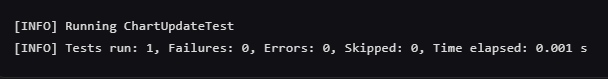 [INFO] Running ChartUpdateTest
[INFO] Tests run: 1, Failures: 0, Errors: 0, Skipped: 0, Time elapsed: 0.001 s